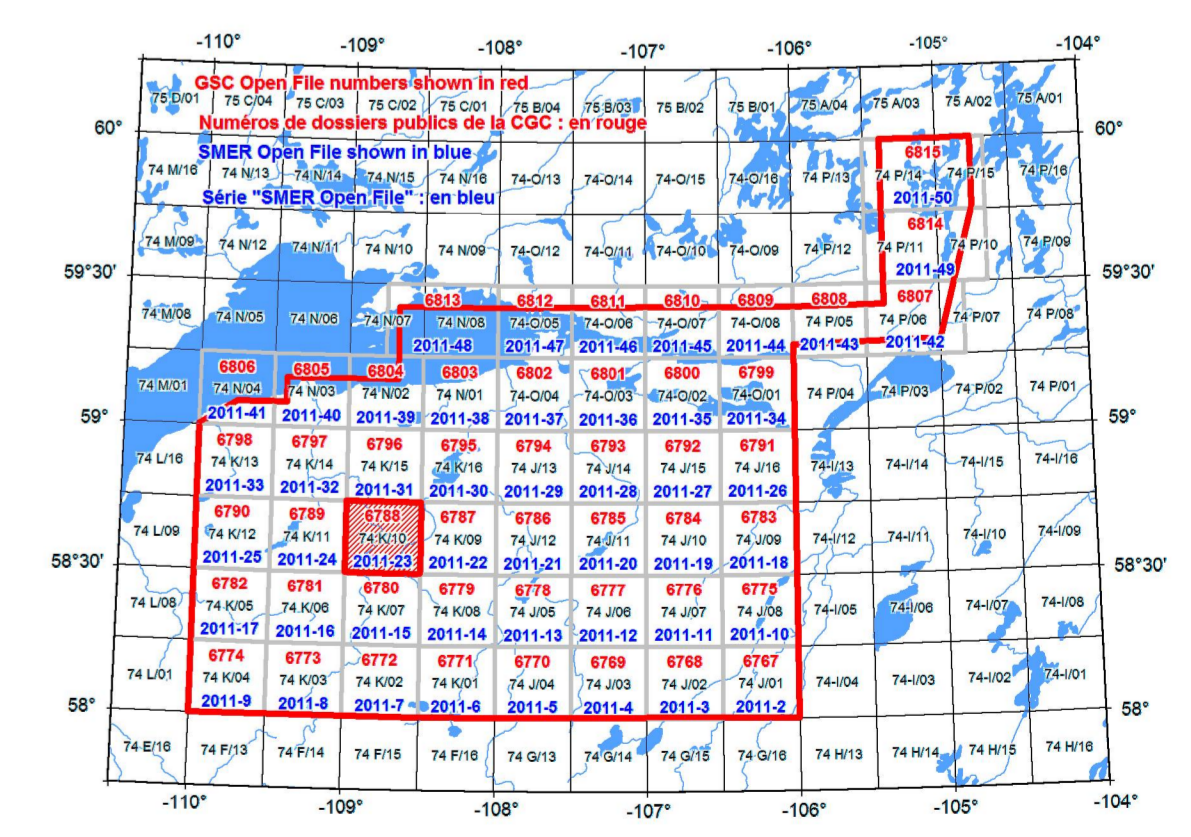 -110° -109° -108° -107° -106° -105° -104°
GSC Open File numbers shown in red
75 D/01 75 C/04 75 C/03 75 C/02 75 C/01 75 B/04 75 B/03 75 B/02 75 B/01 75 A/04 75 A/03 75 A/02 75 A/01
Numéros de dossiers publics de la CGC : en rouge
60° 60°
SMER Open File shown in blue
6815
74 M/16 74 N/13 74 N/14 74 N/15 74 N/16 74-O/13 74-O/14 74-O/15 74-O/16 74 P/13 74 P/14 74 P/15 74 P/16
Série "SMER Open File" : en bleu
2011-50
6814
74 M/09 74 N/12 74 N/11 74 N/10 74 N/09 74-O/12 74-O/11 74-O/10 74-O/09 74 P/12 74 P/11 74 P/10 74 P/09
2011-49
59°30' 59°30'
6813 6812 6811 6810 6809 6808 6807
74 M/08 74 N/05 74 N/06 74 N/07 74 N/08 74-O/05 74-O/06 74-O/07 74-O/08 74 P/05 74 P/06 74 P/07 74 P/08
2011-48 2011-47 2011-46 2011-45 2011-44 2011-43 2011-42
6806 6805 6804 6803 6802 6801 6800 6799
74 M/01 74 N/04 74 N/03 74 N/02 74 N/01 74-O/04 74-O/03 74-O/02 74-O/01 74 P/04 74 P/03 74 P/02 74 P/01
2011-41 2011-40 2011-39 2011-38 2011-37 2011-36 2011-35 2011-34
59° 59°
6798 6797 6796 6795 6794 6793 6792 6791
74 L/16 74 K/13 74 K/14 74 K/15 74 K/16 74 J/13 74 J/14 74 J/15 74 J/16 74-I/13 74-I/14 74-I/15 74-I/16
2011-33 2011-32 2011-31 2011-30 2011-29 2011-28 2011-27 2011-26
6790 6789 6788 6787 6786 6785 6784 6783
74 L/09 74 K/12 74 K/11 74 K/10 74 K/09 74 J/12 74 J/11 74 J/10 74 J/09 74-I/12 74-I/11 74-I/10 74-I/09
2011-25 2011-24 2011-23 2011-22 2011-21 2011-20 2011-19 2011-18
58°30' 58°30'
6782 6781 6780 6779 6778 6777 6776 6775
74 L/08 74 K/05 74 K/06 74 K/07 74 K/08 74 J/05 74 J/06 74 J/07 74 J/08 74-I/05 74-I/06 74-I/07 74-I/08
2011-17 2011-16 2011-15 2011-14 2011-13 2011-12 2011-11 2011-10
6774 6773 6772 6771 6770 6769 6768 6767
74 L/01 74 K/04 74 K/03 74 K/02 74 K/01 74 J/04 74 J/03 74 J/02 74 J/01 74-I/04 74-I/03 74-I/02 74-I/01
2011-9 2011-8 2011-7 2011-6 2011-5 2011-4 2011-3 2011-2
58° 58°
74 E/16 74 F/13 74 F/14 74 F/15 74 F/16 74 G/13 74 G/14 74 G/15 74 G/16 74 H/13 74 H/14 74 H/15 74 H/16
-110° -109° -108° -107° -106° -105° -104°